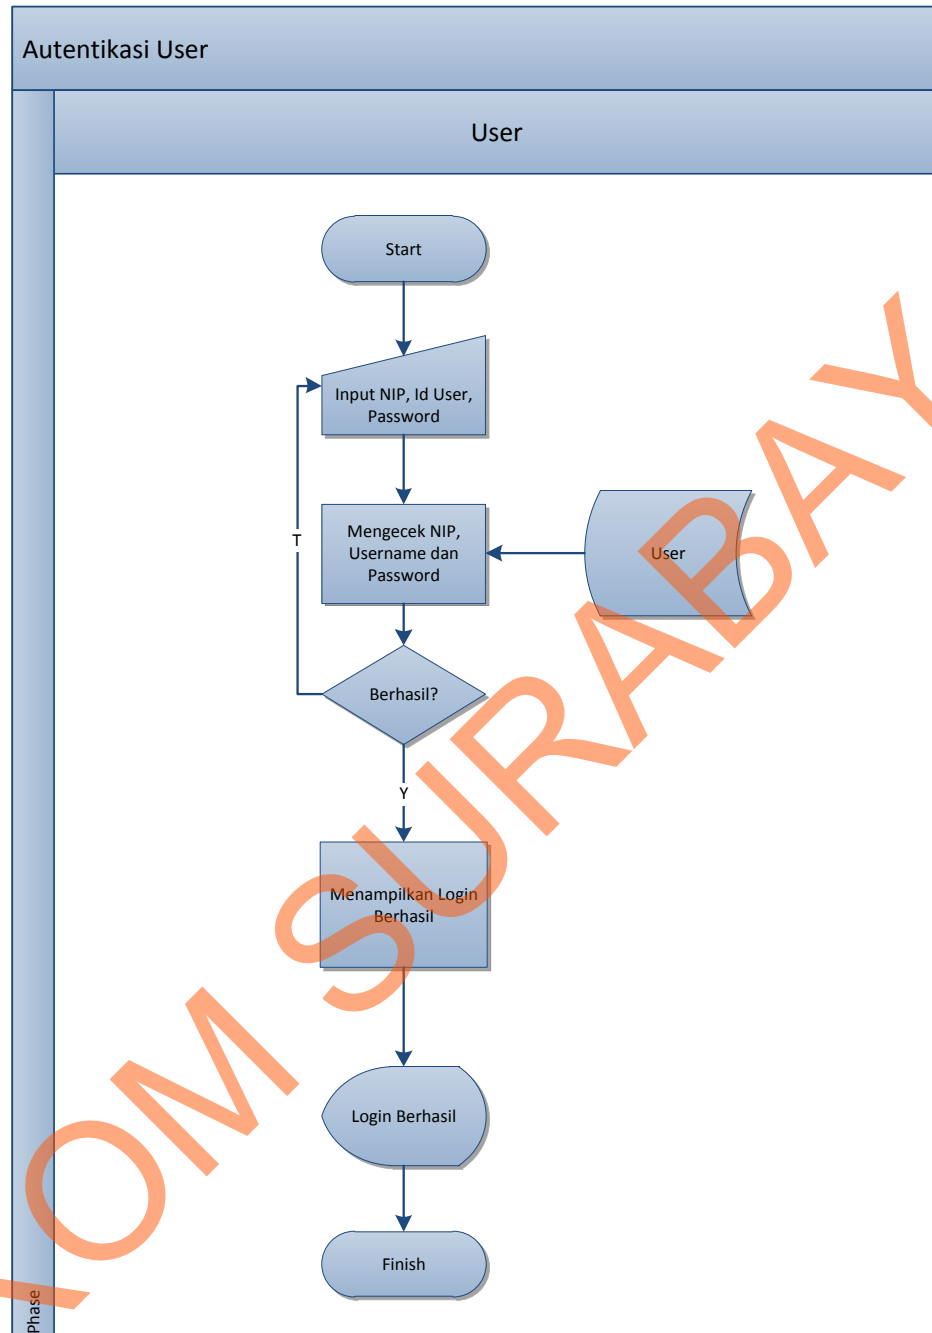 Autentikasi User
User
Start
Input NIP, Id User,
Password
T
Mengecek NIP,
Username dan
Password
User
Berhasil?
Y
Menampilkan Login
Berhasil
Login Berhasil
Finish
Phase
OM SURABAY